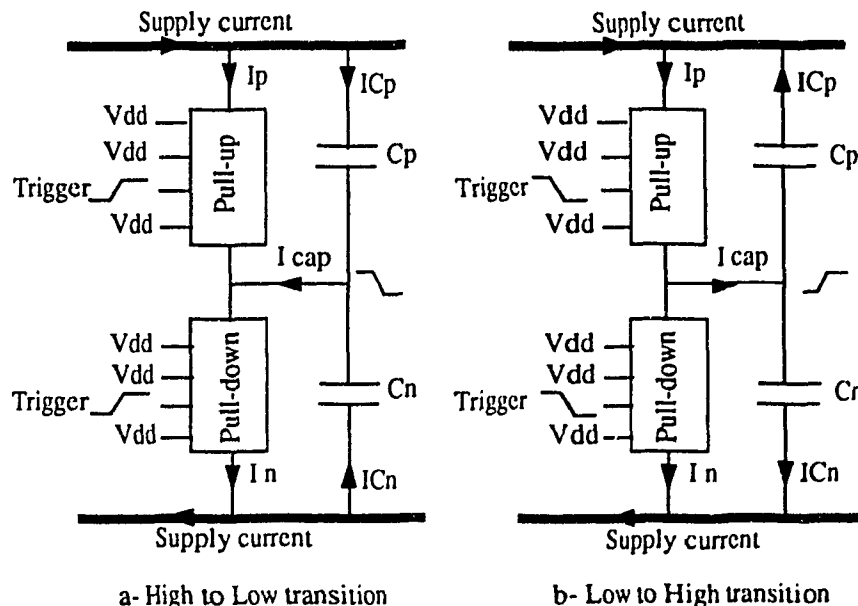 Supply current
Ip
ICp
Vdd
Vdd
Trigger
Vdd
Pull-up
Cp
I cap
Vdd
Vdd
Trigger
Vdd
Pull-down
Cn
I n
ICn
Supply current
a- High to Low transition
Supply current
Ip
ICp
Vdd
Vdd
Trigger
Vdd
Pull-up
Cp
I cap
Vdd
Vdd
Trigger
Vdd
Pull-down
I n
ICn
Supply current
b- Low to High transition